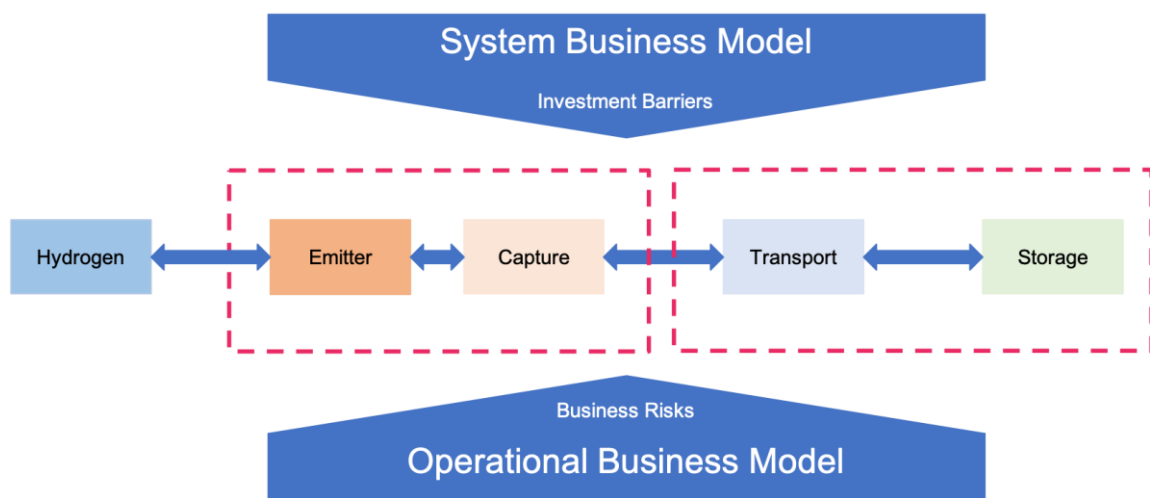 System Business Model
Investment Barriers
Hydrogen
Emitter
Capture
Transport
Storage
Business Risks
Operational Business Model